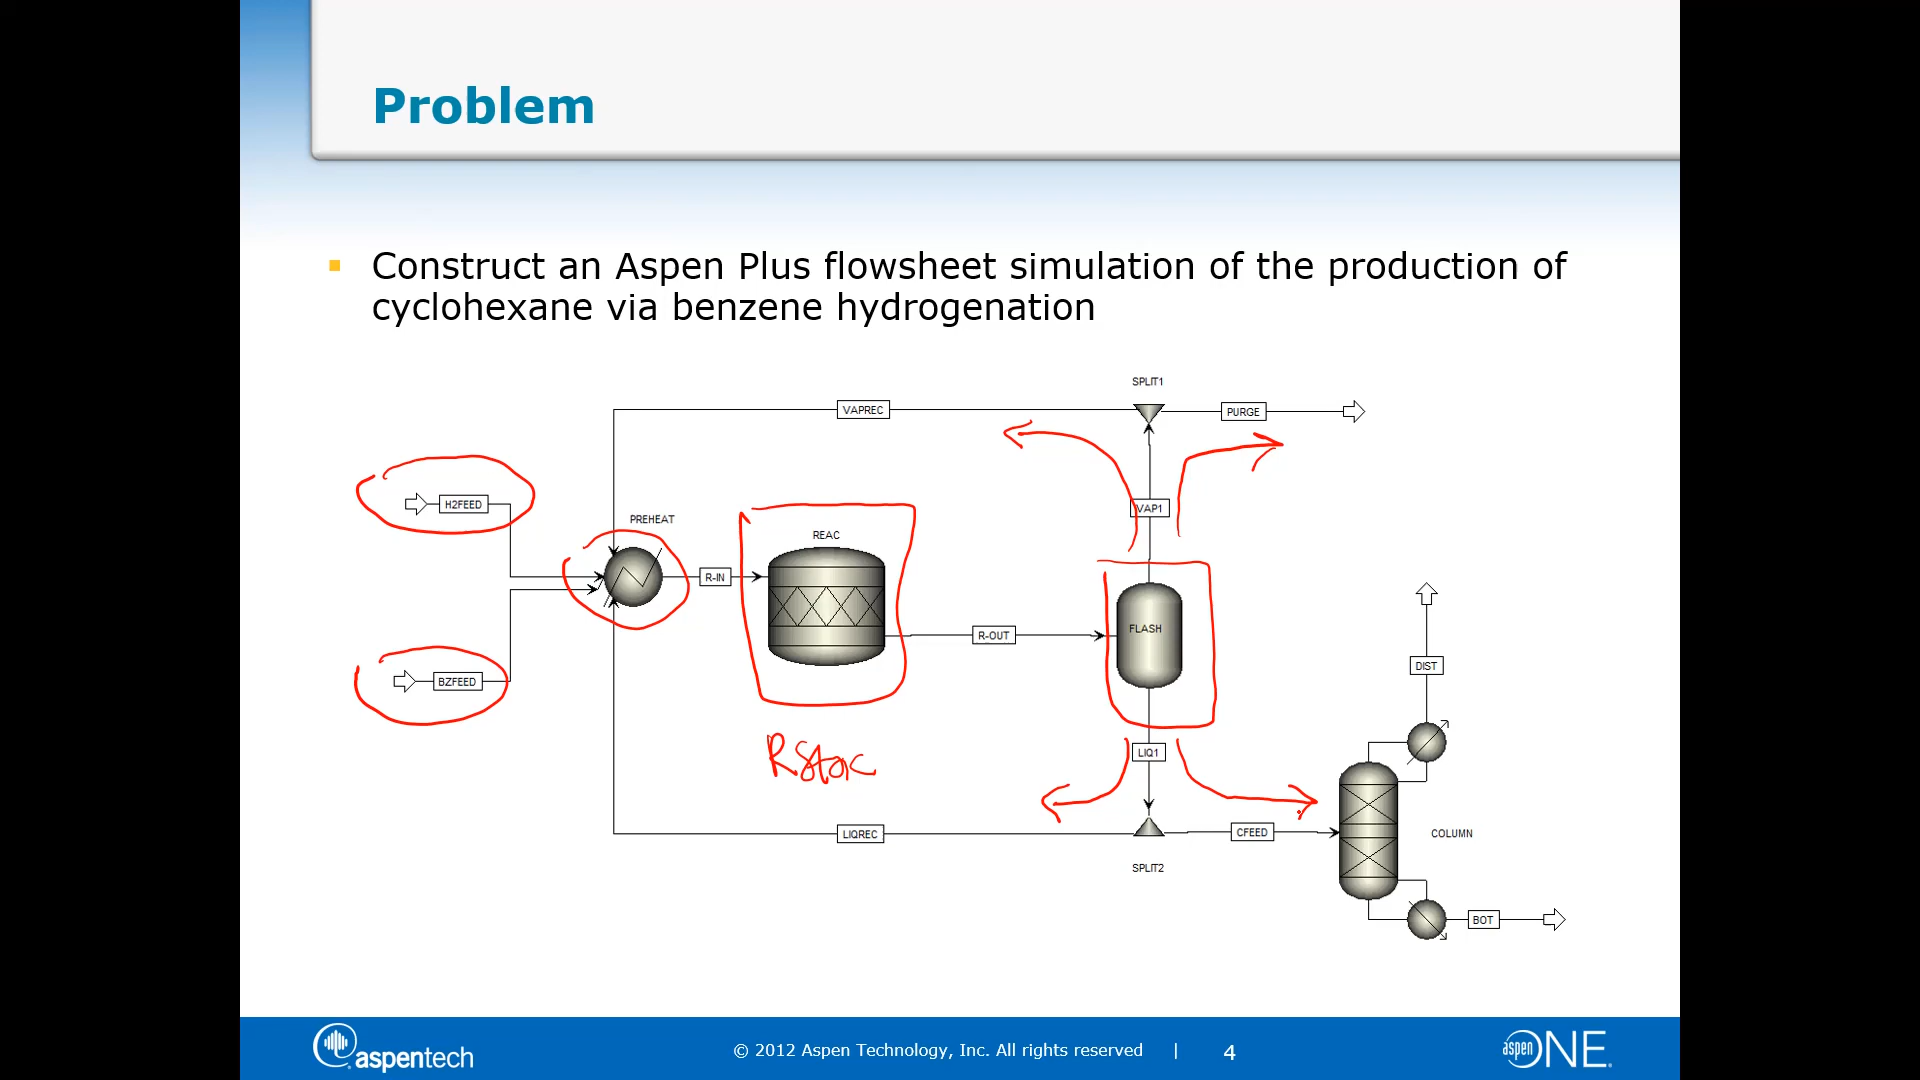 Problem
Construct an Aspen Plus flowsheet simulation of the production of
cyclohexane via benzene hydrogenation
SPLIT1
VAPREC
PURGE
H2FEED
VAP1
PREHEAT
REAC
R-IN
FLASH
R-OUT
DIST
BZFEED
RStoic
LIQ1
LIQREC
CFEED
COLUMN
SPLIT2
BOT
aspentech
© 2012 Aspen Technology, Inc. All rights reserved | 4
aspen ONE